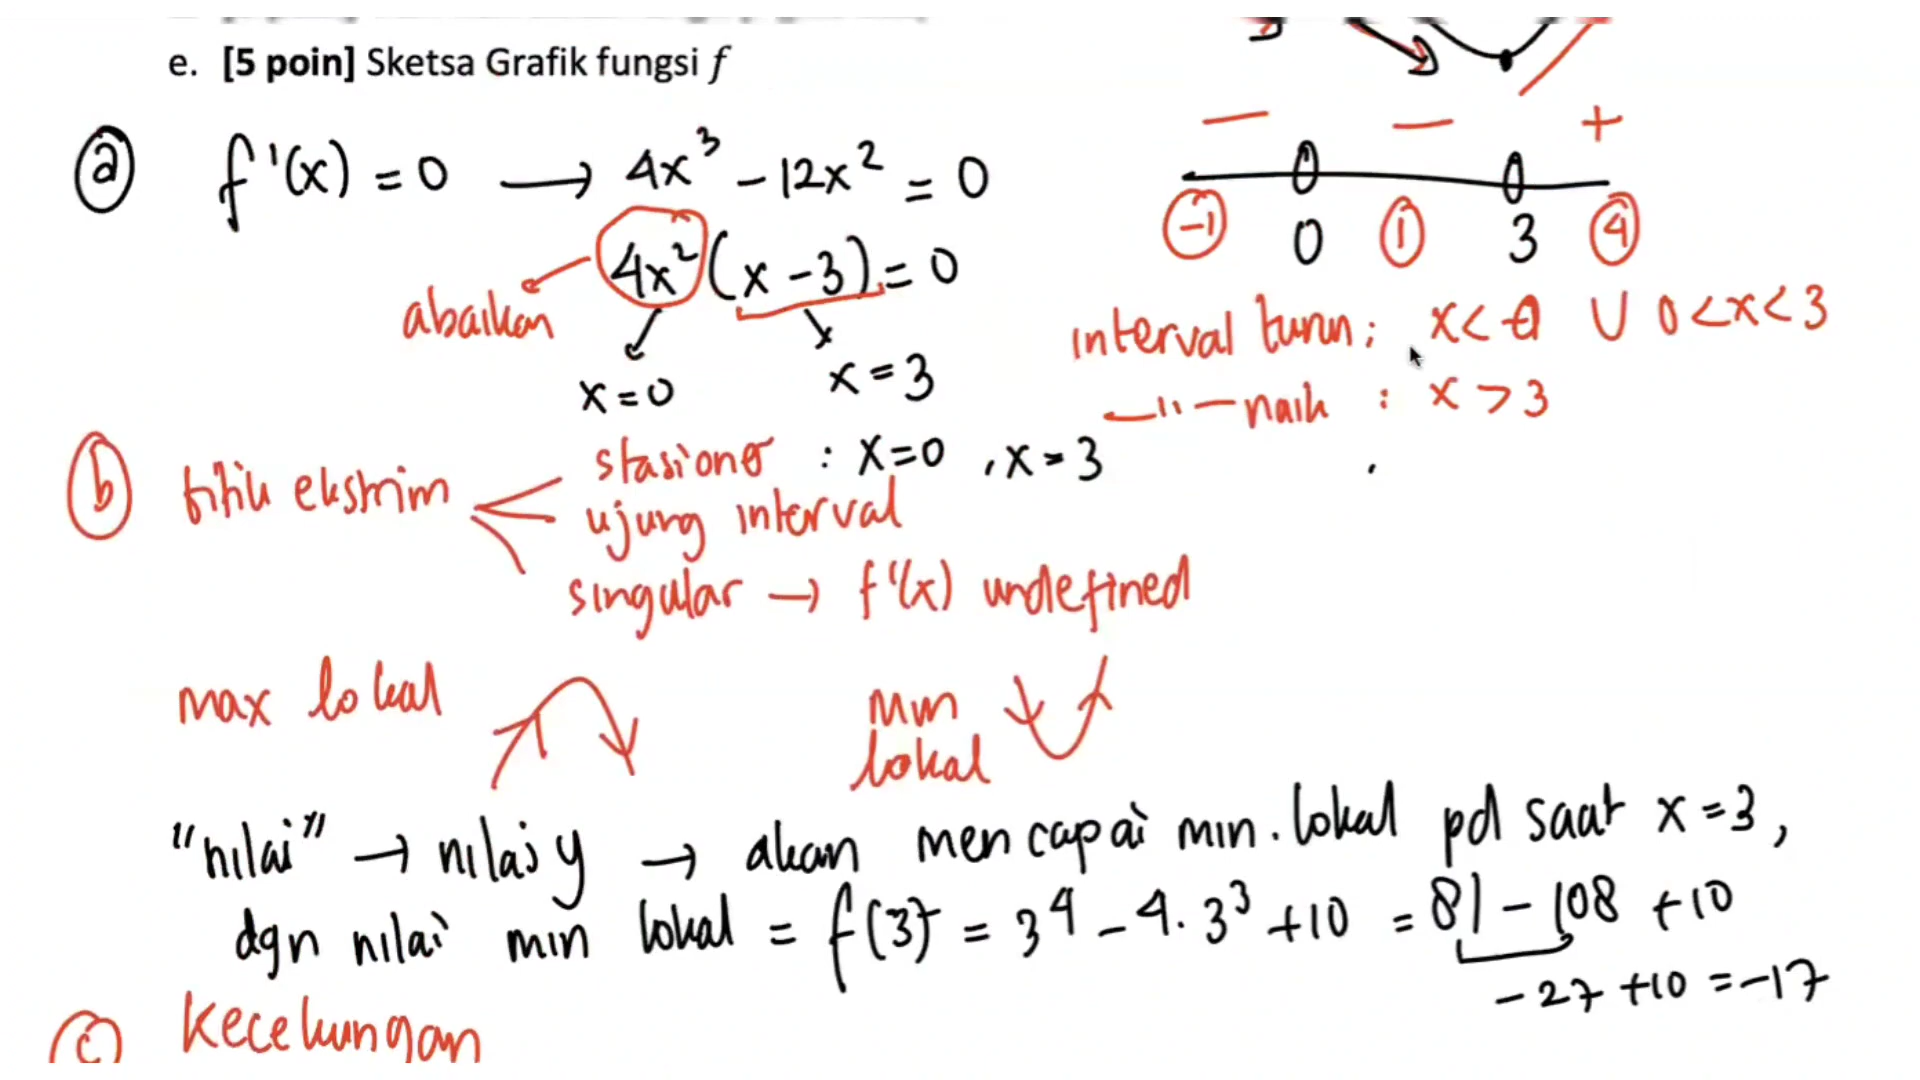 e. [5 poin] Sketsa Grafik fungsi f
a f'(x) = 0 → 4x³ - 12x² = 0
4x² (x - 3) = 0
abaikan
x = 0 x = 3
- - +
-1 0 1 3 4
interval turun : x < 0 ∪ 0 < x < 3
—"— naik : x > 3
b titik ekstrim
stasioner : x = 0 , x = 3
ujung interval
singular → f'(x) undefined
max lokal
min lokal
"nilai" → nilai y → akan mencapai min. lokal pd saat x = 3,
dgn nilai min lokal = f(3) = 3⁴ - 4. 3³ + 10 = 81 - 108 + 10
- 27 + 10 = -17
c Kecekungan